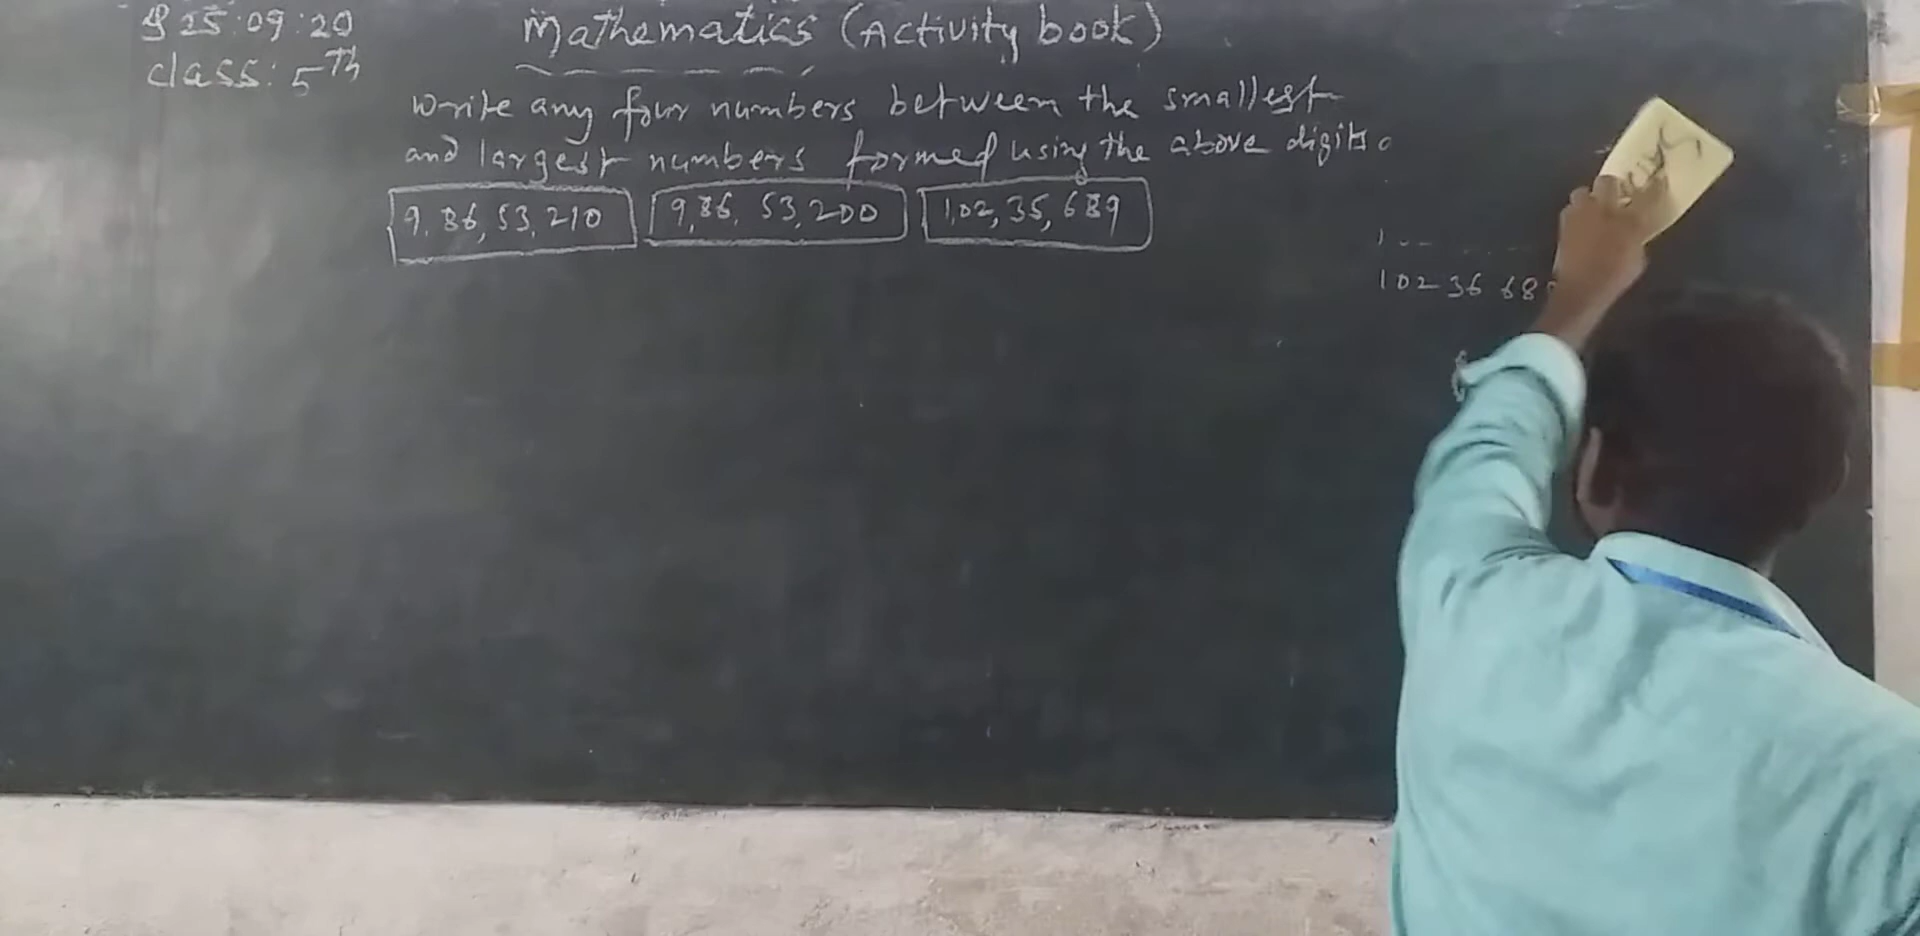 25:09:20
class: 5Th
Mathematics (Activity book)
write any four numbers between the smallest
and largest numbers formed using the above digits.
9,86,53,210 9,86,53,200 1,02,35,689
102 36 68